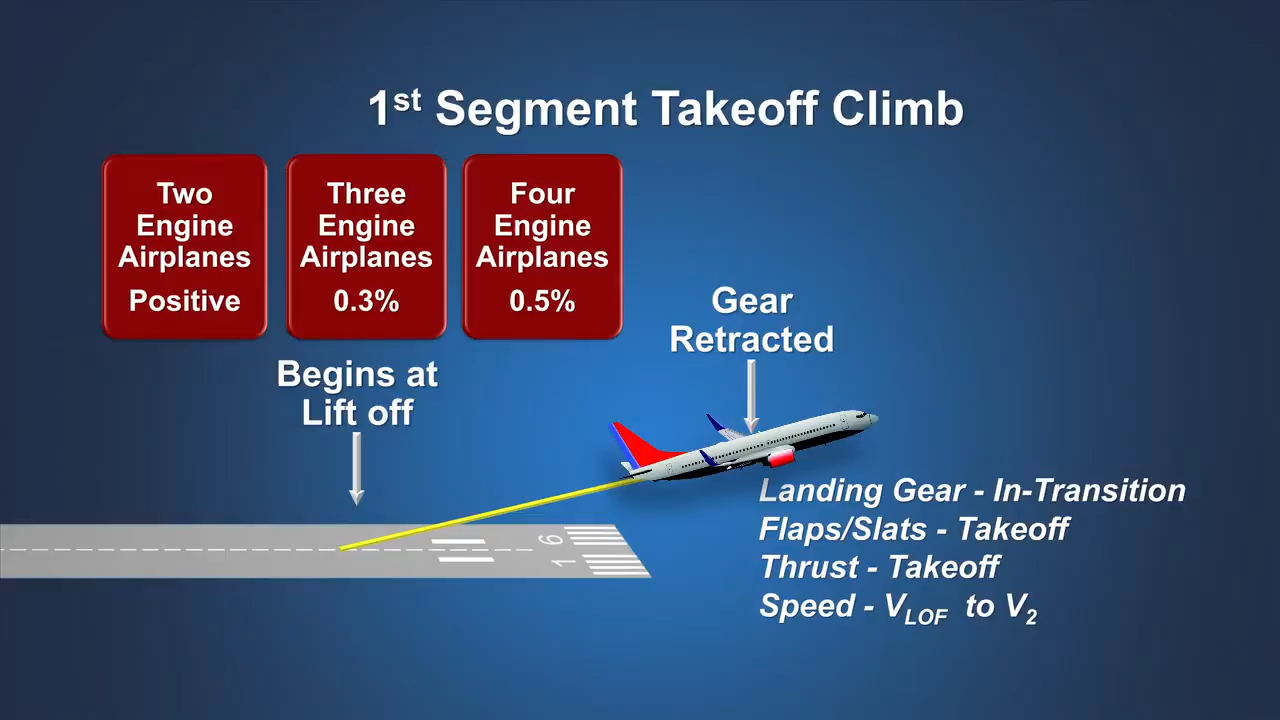 1st Segment Takeoff Climb
Two
Engine
Airplanes
Positive
Three
Engine
Airplanes
0.3%
Four
Engine
Airplanes
0.5%
Begins at
Lift off
Gear
Retracted
Landing Gear - In-Transition
Flaps/Slats - Takeoff
Thrust - Takeoff
Speed - VLOF to V2
16